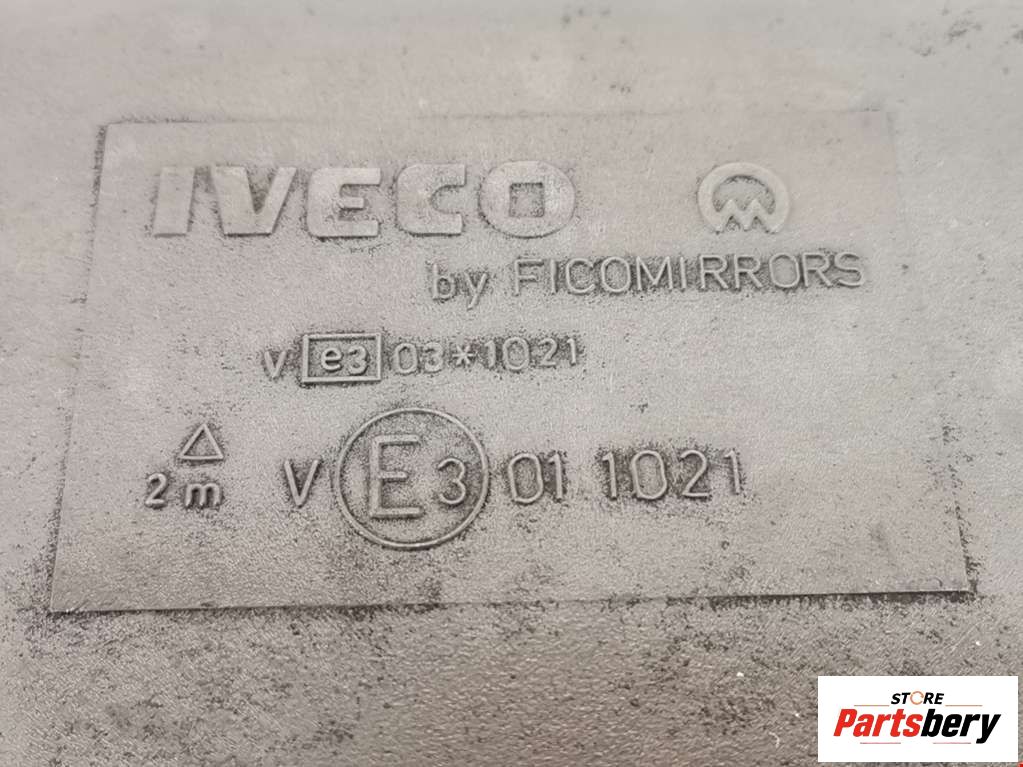 IVECO
by FICOMIRRORS
V e3 03*1021
2 m V E3 01 1021
STORE
Partsbery